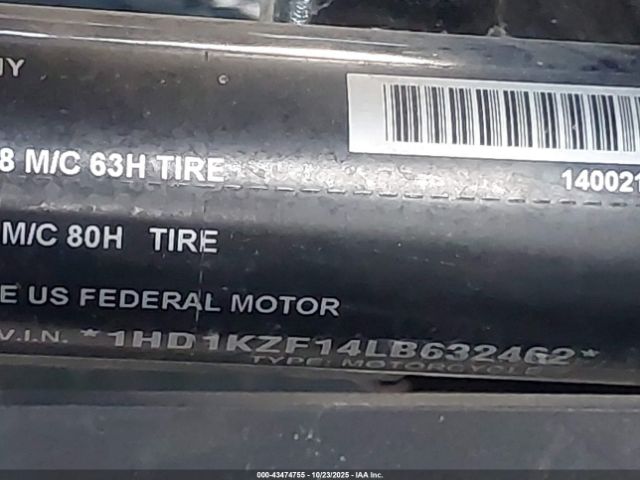 8 M/C 63H TIRE
140021
M/C 80H TIRE
E US FEDERAL MOTOR
V.I.N. *1HD1KZF14LB632462*
TYPE: MOTORCYCLE
000-43474755 - 10/23/2025 - IAA Inc.